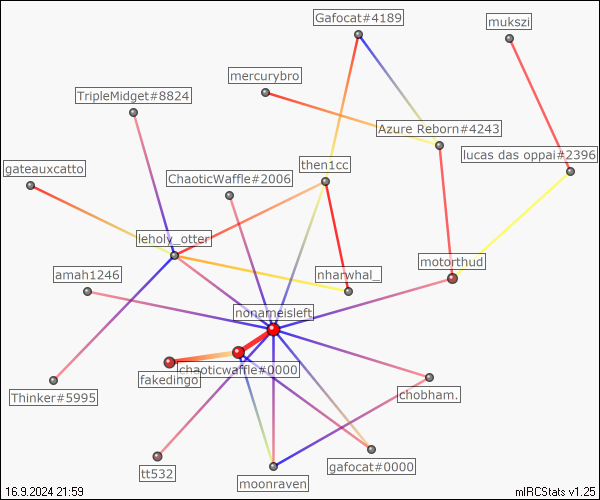 Gafocat#4189
mukszi
mercurybro
TripleMidget#8824
Azure Reborn#4243
lucas das oppai#2396
then1cc
gateauxcatto
ChaoticWaffle#2006
leholy_otter
motorthud
amah1246
nharwhal_
nonameisleft
chaoticwaffle#0000
fakedingo
Thinker#5995
chobham.
tt532
gafocat#0000
moonraven
16.9.2024 21:59
mIRCStats v1.25